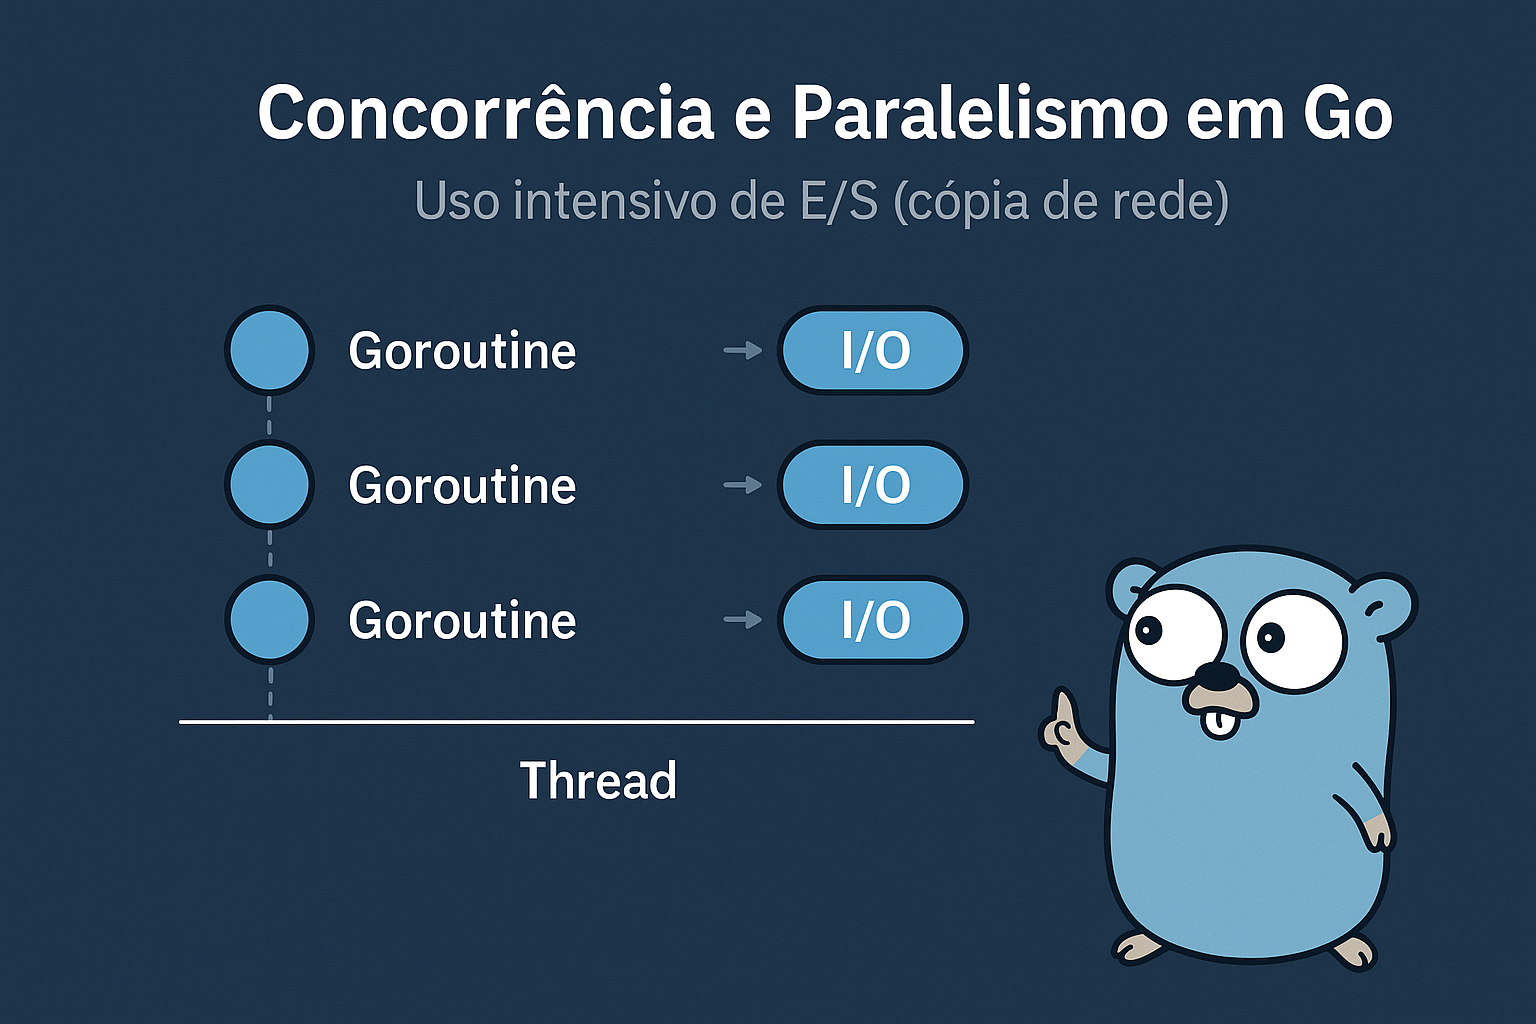 Concorrência e Paralelismo em Go
Uso intensivo de E/S (cópia de rede)
Goroutine → I/O
Goroutine → I/O
Goroutine → I/O
Thread